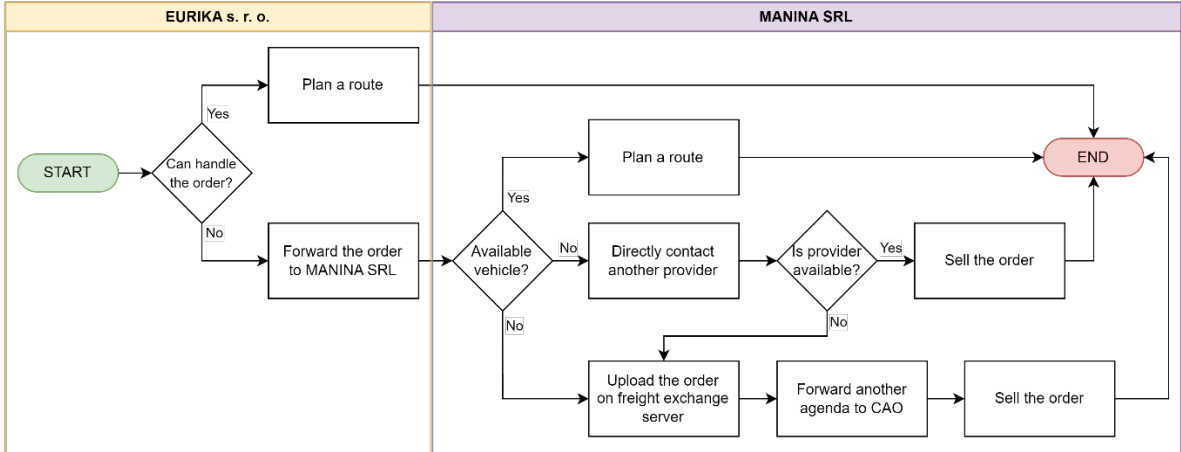 EURIKA s. r. o.
MANINA SRL
Plan a route
Yes
START
Can handle
the order?
No
Forward the order
to MANINA SRL
Plan a route
END
Yes
Available
vehicle?
No
Directly contact
another provider
Is provider
available?
Yes
Sell the order
No
No
Upload the order
on freight exchange
server
Forward another
agenda to CAO
Sell the order